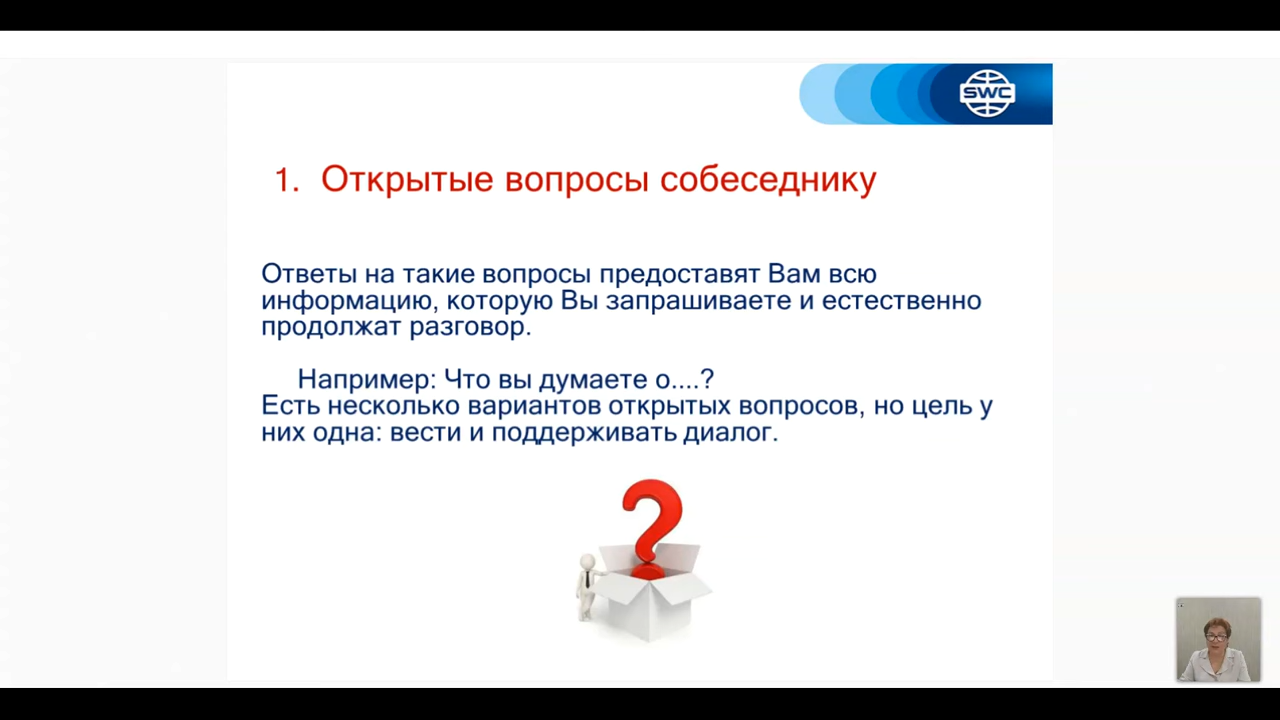 SWC
1. Открытые вопросы собеседнику
Ответы на такие вопросы предоставят Вам всю
информацию, которую Вы запрашиваете и естественно
продолжат разговор.
Например: Что вы думаете о....?
Есть несколько вариантов открытых вопросов, но цель у
них одна: вести и поддерживать диалог.